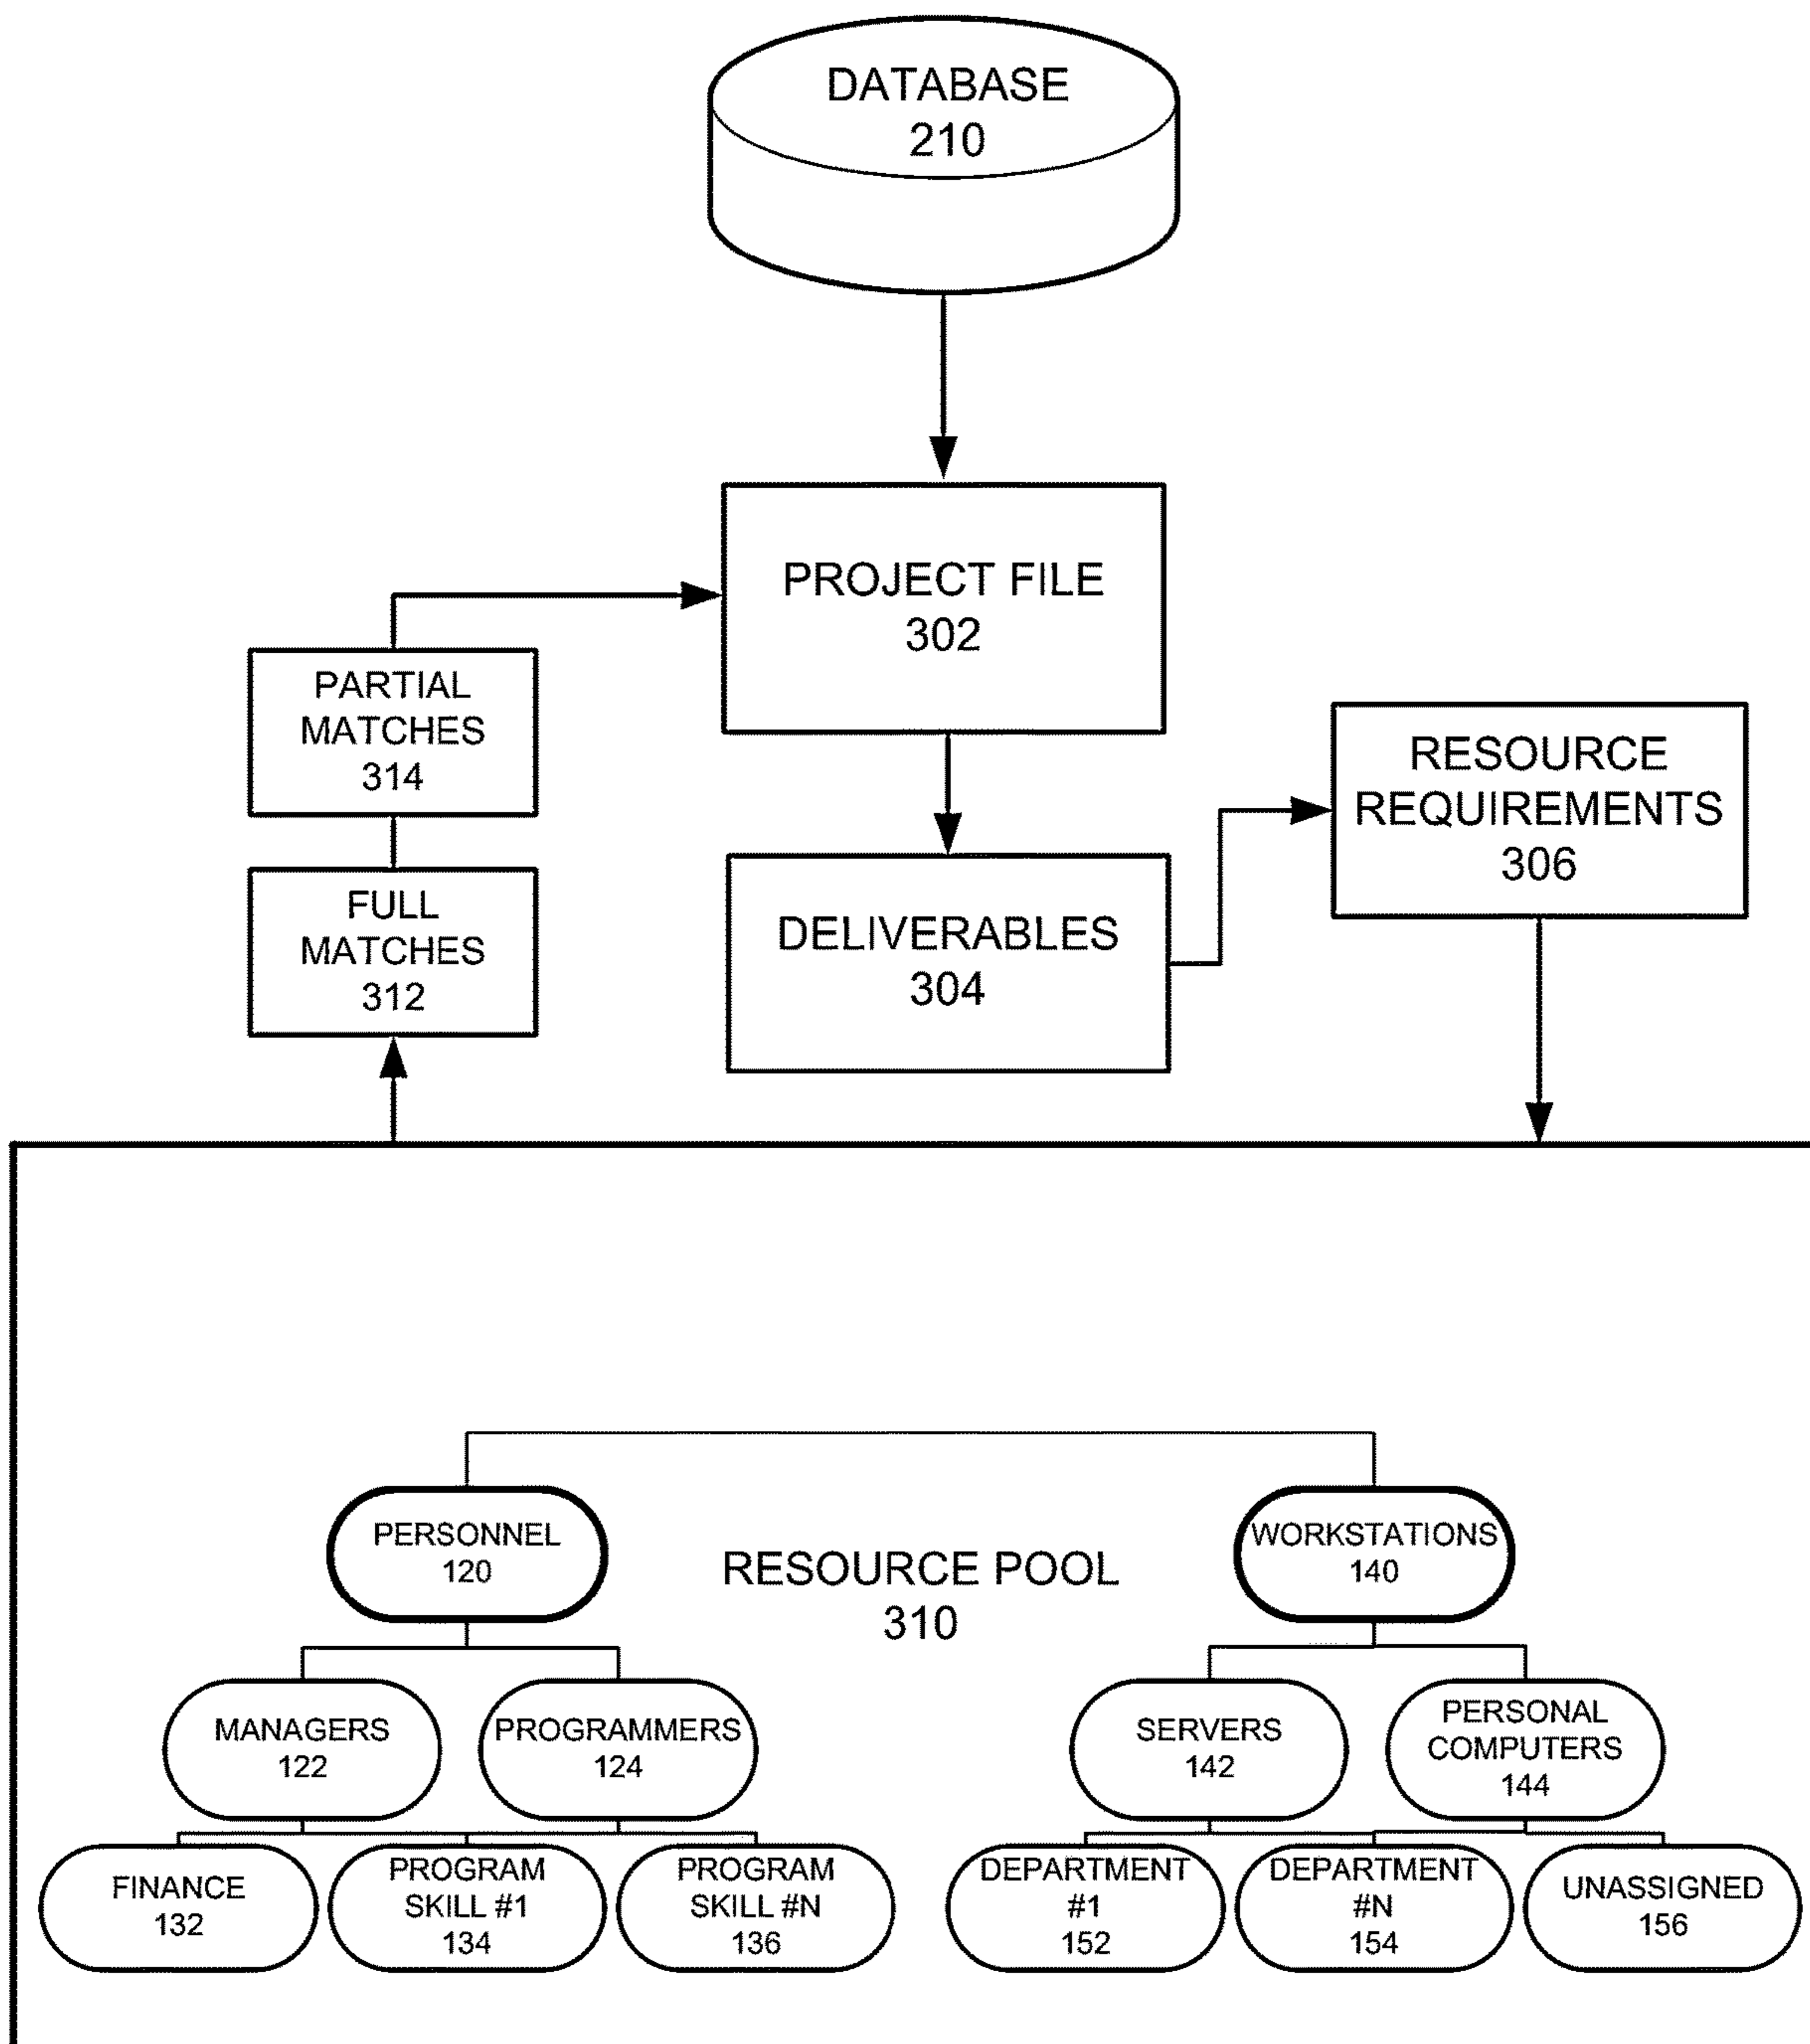 DATABASE
210
PROJECT FILE
302
PARTIAL
MATCHES
314
RESOURCE
REQUIREMENTS
306
FULL
MATCHES
312
DELIVERABLES
304
PERSONNEL
120
RESOURCE POOL
310
WORKSTATIONS
140
MANAGERS
122
PROGRAMMERS
124
SERVERS
142
PERSONAL
COMPUTERS
144
FINANCE
132
PROGRAM
SKILL #1
134
PROGRAM
SKILL #N
136
DEPARTMENT
#1
152
DEPARTMENT
#N
154
UNASSIGNED
156